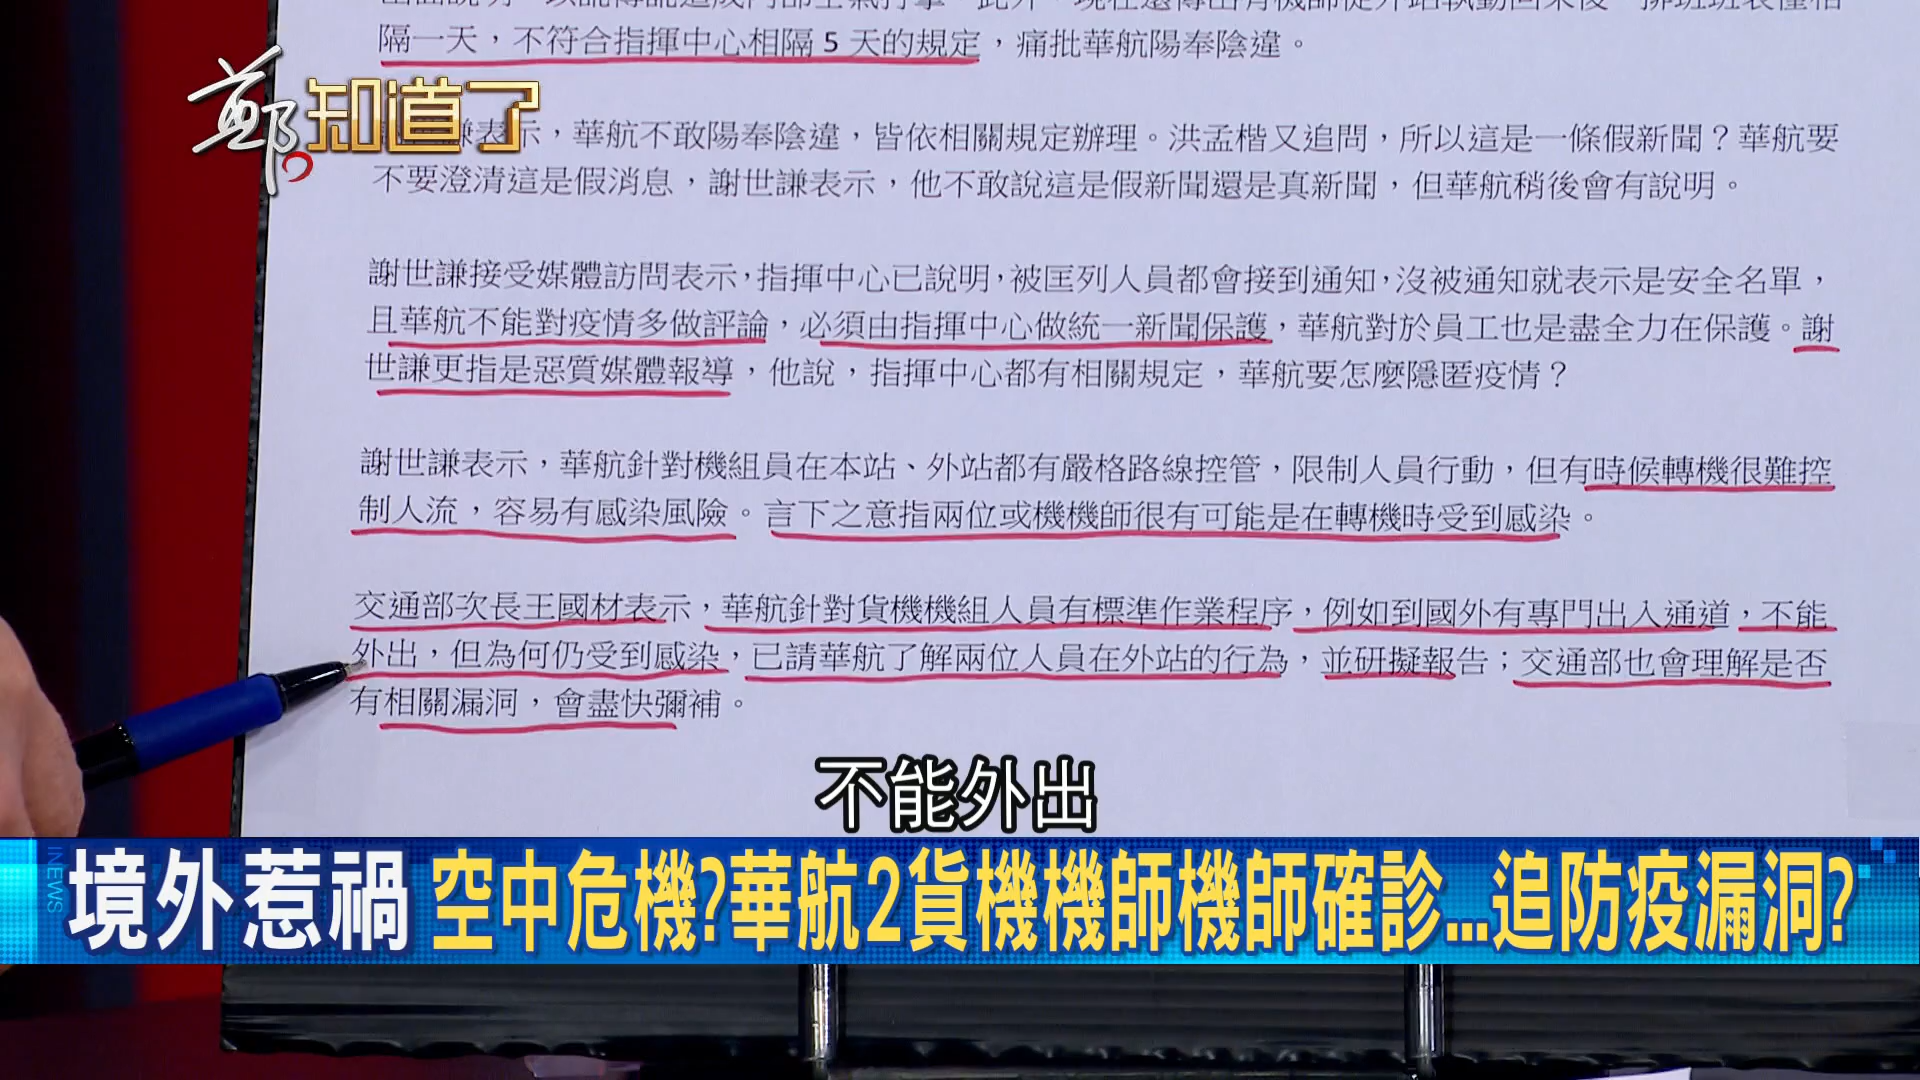 隔一天，不符合指揮中心相隔 5 天的規定，痛批華航陽奉陰違。
鄭知道了
謙表示，華航不敢陽奉陰違，皆依相關規定辦理。洪孟楷又追問，所以這是一條假新聞？華航要
不要澄清這是假消息，謝世謙表示，他不敢說這是假新聞還是真新聞，但華航稍後會有說明。
謝世謙接受媒體訪問表示，指揮中心已說明，被匡列人員都會接到通知，沒被通知就表示是安全名單，
且華航不能對疫情多做評論，必須由指揮中心做統一新聞保護，華航對於員工也是盡全力在保護。謝
世謙更指是惡質媒體報導，他說，指揮中心都有相關規定，華航要怎麼隱匿疫情？
謝世謙表示，華航針對機組員在本站、外站都有嚴格路線控管，限制人員行動，但有時候轉機很難控
制人流，容易有感染風險。言下之意指兩位或機機師很有可能是在轉機時受到感染。
交通部次長王國材表示，華航針對貨機機組人員有標準作業程序，例如到國外有專門出入通道，不能
外出，但為何仍受到感染，已請華航了解兩位人員在外站的行為，並研擬報告；交通部也會理解是否
有相關漏洞，會盡快彌補。
不能外出
iNEWS
境外惹禍 空中危機?華航2貨機機師機師確診...追防疫漏洞?